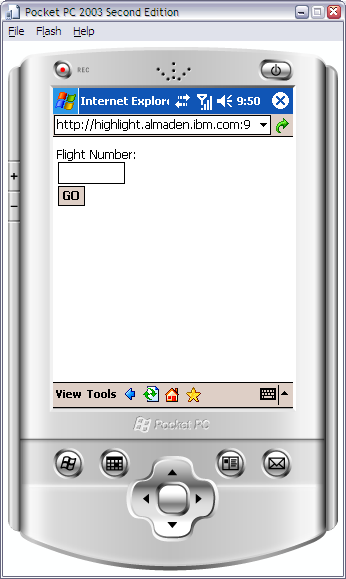 Pocket PC 2003 Second Edition
File Flash Help
REC
Internet Explore 9:50
http://highlight.almaden.ibm.com:9
Flight Number:
GO
View Tools
Pocket PC
+
−